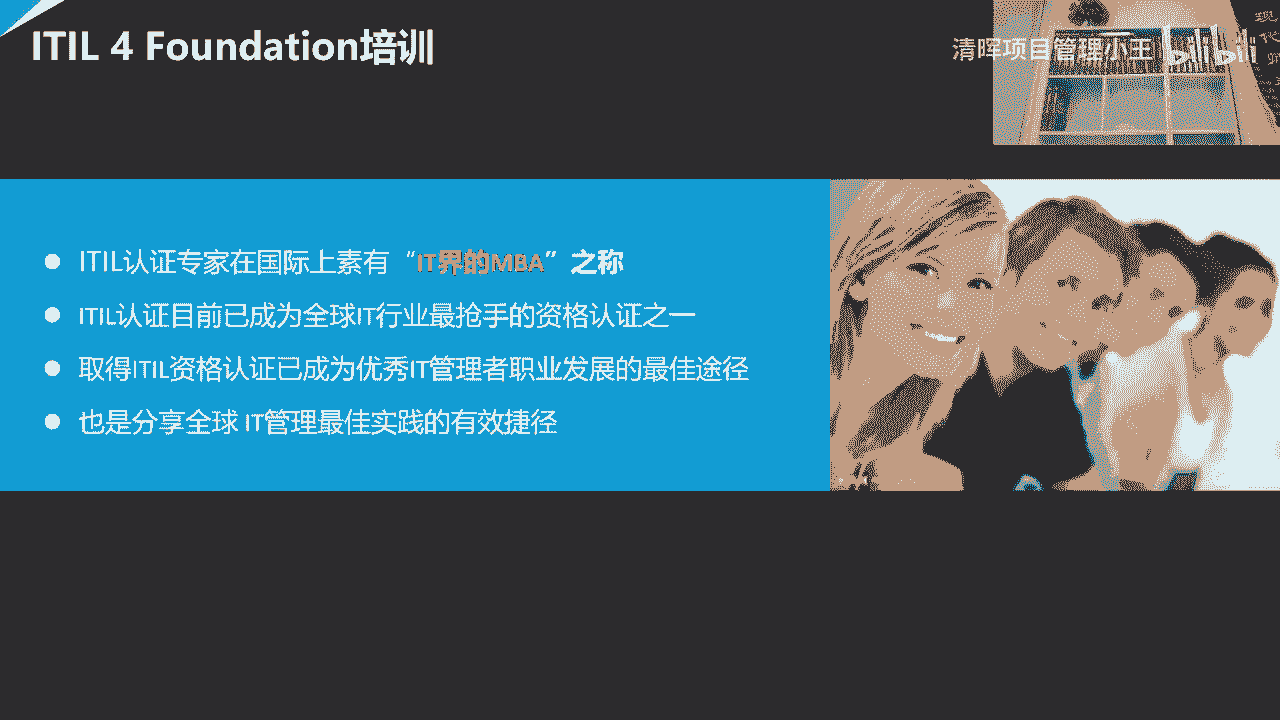 ITIL 4 Foundation培训
清晖项目管理小王 bilibili
ITIL认证专家在国际上素有“IT界的MBA”之称
ITIL认证目前已成为全球IT行业最抢手的资格认证之一
取得ITIL资格认证已成为优秀IT管理者职业发展的最佳途径
也是分享全球 IT管理最佳实践的有效捷径
现
代